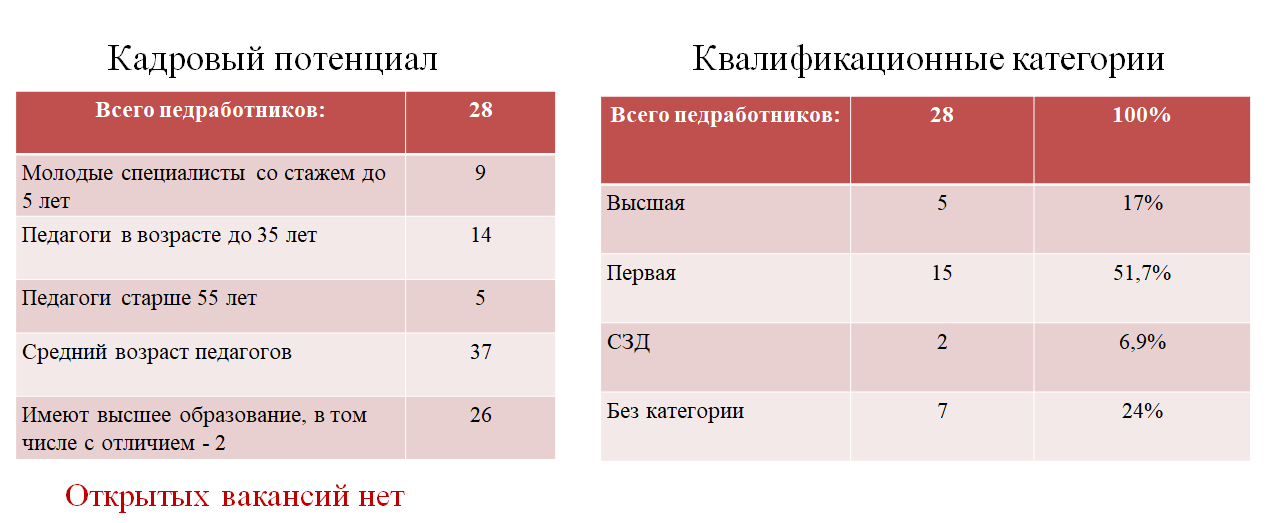 Кадровый потенциал
Всего педработников: 28
Молодые специалисты со стажем до
5 лет
9
Педагоги в возрасте до 35 лет 14
Педагоги старше 55 лет 5
Средний возраст педагогов 37
Имеют высшее образование, в том
числе с отличием - 2
26
Открытых вакансий нет
Квалификационные категории
Всего педработников: 28 100%
Высшая 5 17%
Первая 15 51,7%
СЗД 2 6,9%
Без категории 7 24%